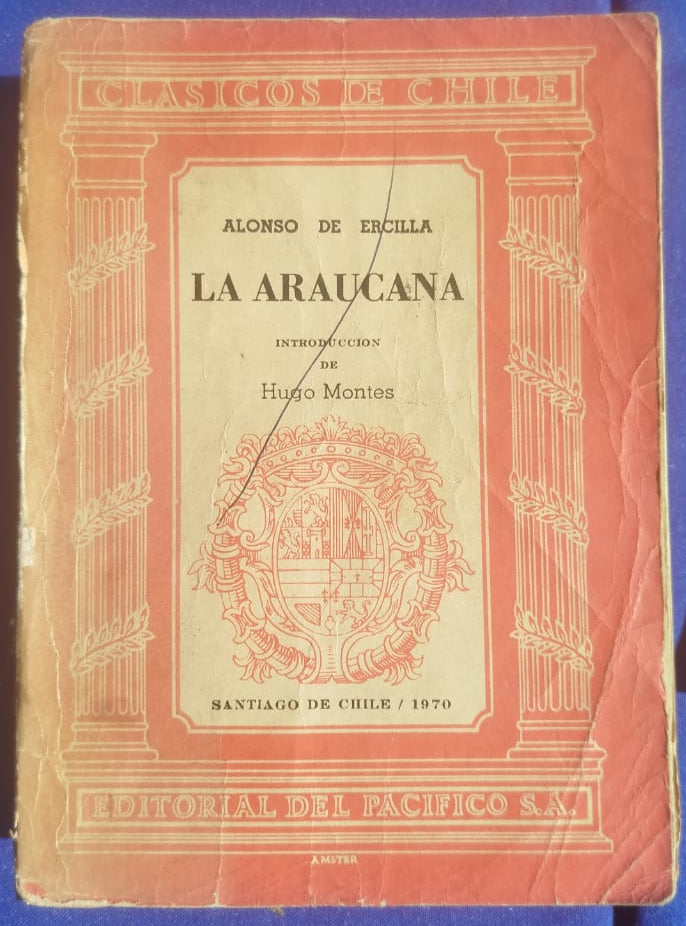 CLASICOS DE CHILE
ALONSO DE ERCILLA
LA ARAUCANA
INTRODUCCION
DE
Hugo Montes
SANTIAGO DE CHILE / 1970
EDITORIAL DEL PACIFICO S.A.
AMSTER